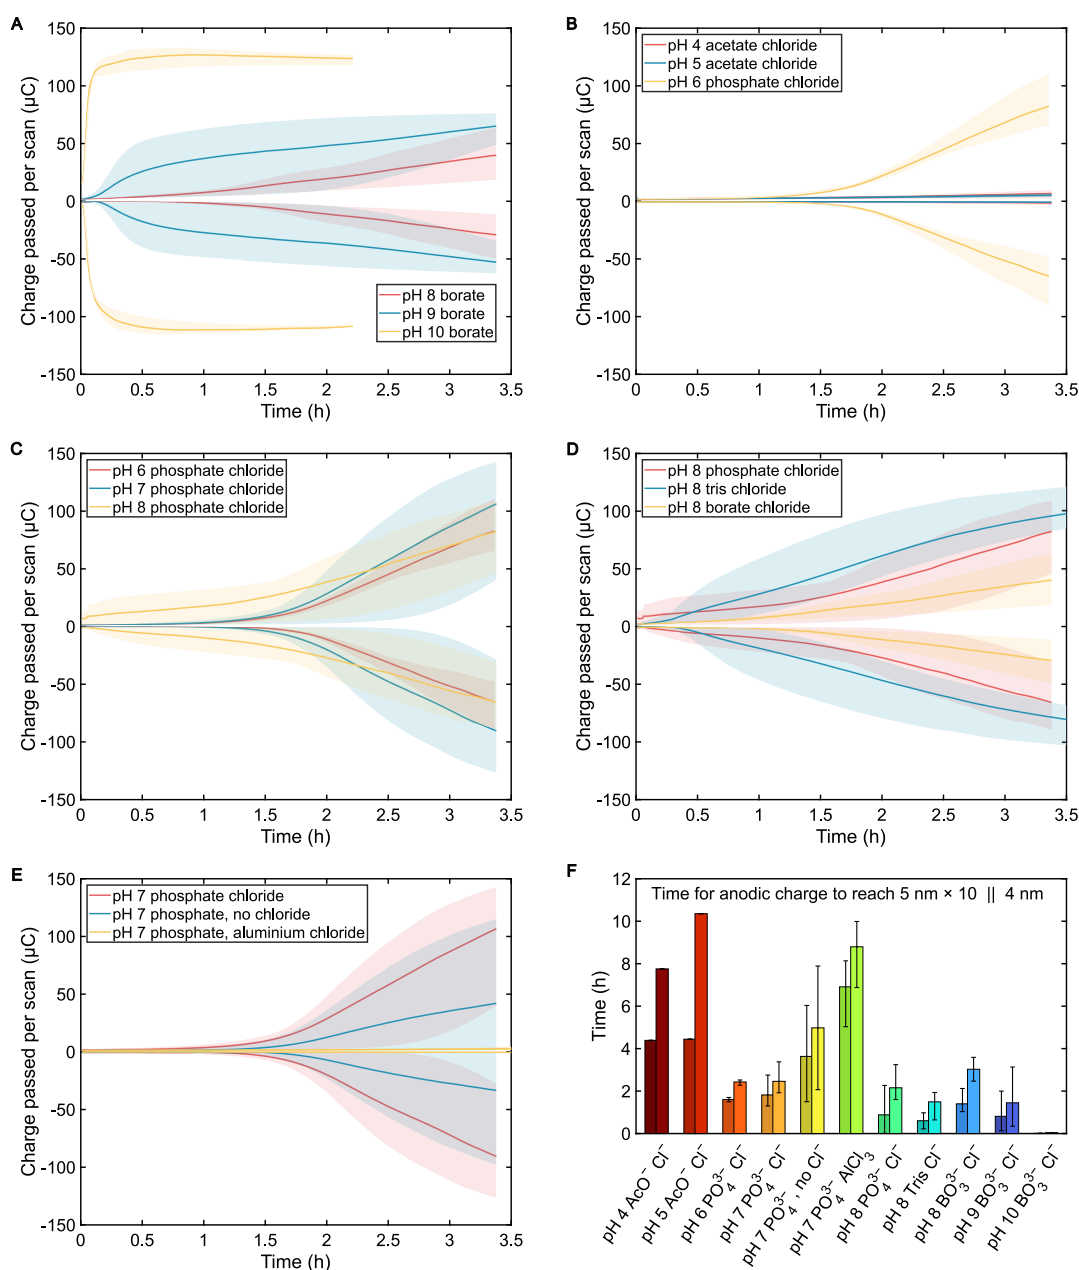 A
Charge passed per scan (µC)
150
100
50
0
-50
-100
-150
0 0.5 1 1.5 2 2.5 3 3.5
Time (h)
pH 8 borate
pH 9 borate
pH 10 borate
B
Charge passed per scan (µC)
150
100
50
0
-50
-100
-150
0 0.5 1 1.5 2 2.5 3 3.5
Time (h)
pH 4 acetate chloride
pH 5 acetate chloride
pH 6 phosphate chloride
C
Charge passed per scan (µC)
150
100
50
0
-50
-100
-150
0 0.5 1 1.5 2 2.5 3 3.5
Time (h)
pH 6 phosphate chloride
pH 7 phosphate chloride
pH 8 phosphate chloride
D
Charge passed per scan (µC)
150
100
50
0
-50
-100
-150
0 0.5 1 1.5 2 2.5 3 3.5
Time (h)
pH 8 phosphate chloride
pH 8 tris chloride
pH 8 borate chloride
E
Charge passed per scan (µC)
150
100
50
0
-50
-100
-150
0 0.5 1 1.5 2 2.5 3 3.5
Time (h)
pH 7 phosphate chloride
pH 7 phosphate, no chloride
pH 7 phosphate, aluminium chloride
F
Time for anodic charge to reach 5 nm × 10 || 4 nm
Time (h)
12
10
8
6
4
2
0
pH 4 AcO⁻ Cl⁻
pH 5 AcO⁻ Cl⁻
pH 6 PO₄³⁻ Cl⁻
pH 7 PO₄³⁻ Cl⁻
pH 7 PO₄³⁻, no Cl⁻
pH 7 PO₄³⁻ AlCl₃
pH 8 PO₄³⁻ Cl⁻
pH 8 Tris Cl⁻
pH 8 BO₃³⁻ Cl⁻
pH 9 BO₃³⁻ Cl⁻
pH 10 BO₃³⁻ Cl⁻